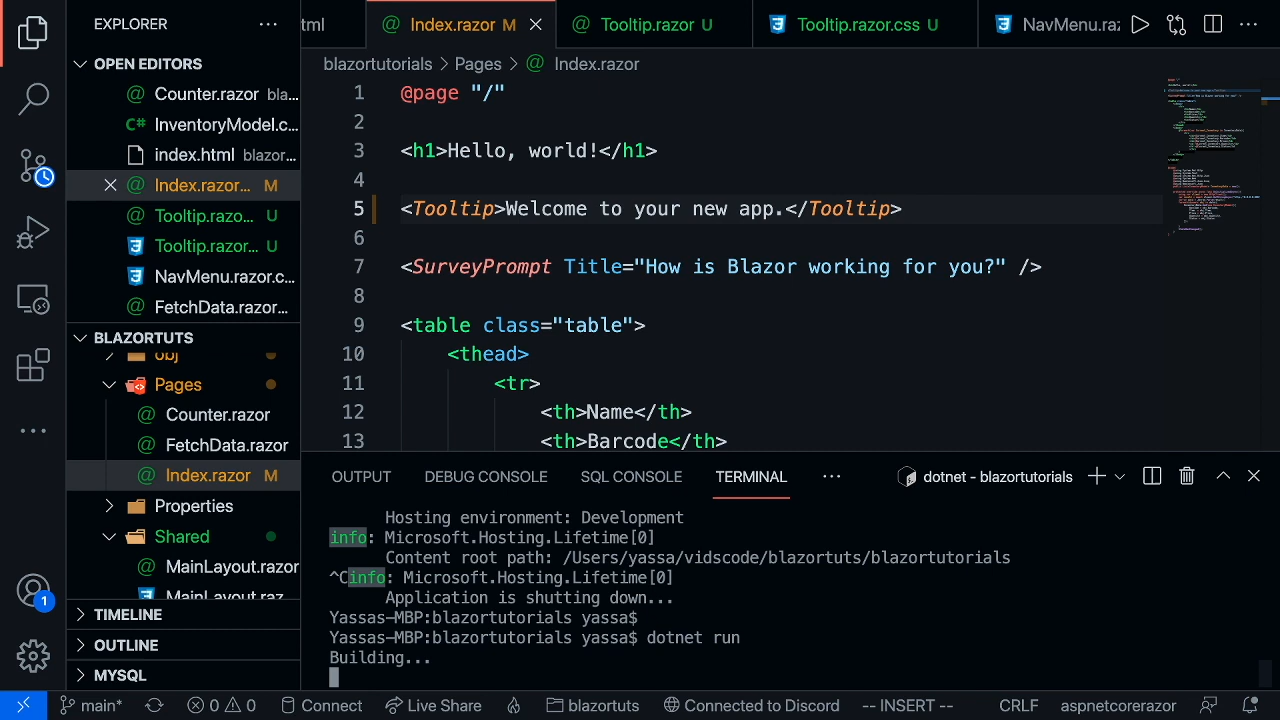 EXPLORER
OPEN EDITORS
Counter.razor bla...
InventoryModel.c...
index.html blazor...
Index.razor... M
Tooltip.razo... U
Tooltip.razor... U
NavMenu.razor.c...
FetchData.razor...
BLAZORTUTS
obj
Pages
Counter.razor
FetchData.razor
Index.razor M
Properties
Shared
MainLayout.razor
MainLayout.raz...
TIMELINE
OUTLINE
MYSQL
html
Index.razor M
Tooltip.razor U
Tooltip.razor.css U
NavMenu.raz
blazortutorials > Pages > Index.razor
1 @page "/"
2
3 <h1>Hello, world!</h1>
4
5 <Tooltip>Welcome to your new app.</Tooltip>
6
7 <SurveyPrompt Title="How is Blazor working for you?" />
8
9 <table class="table">
10 <thead>
11 <tr>
12 <th>Name</th>
13 <th>Barcode</th>
OUTPUT DEBUG CONSOLE SQL CONSOLE TERMINAL ... dotnet - blazortutorials
Hosting environment: Development
info: Microsoft.Hosting.Lifetime[0]
Content root path: /Users/yassa/vidscode/blazortuts/blazortutorials
^Cinfo: Microsoft.Hosting.Lifetime[0]
Application is shutting down...
Yassas-MBP:blazortutorials yassa$
Yassas-MBP:blazortutorials yassa$ dotnet run
Building...
1
main* 0 0 Connect Live Share blazortuts Connected to Discord -- INSERT -- CRLF aspnetcorerazor